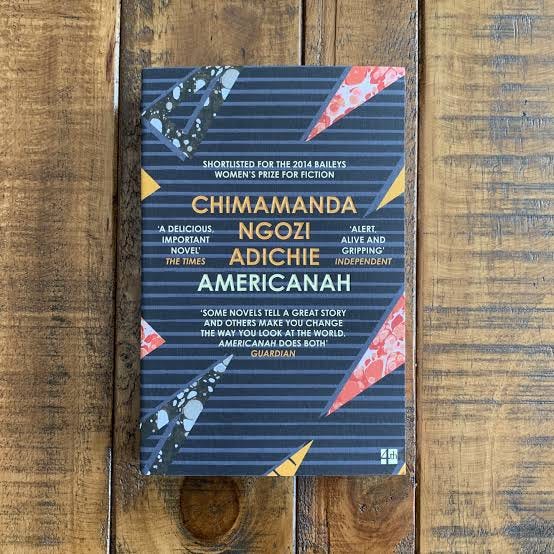 SHORTLISTED FOR THE 2014 BAILEYS
WOMEN'S PRIZE FOR FICTION
CHIMAMANDA
NGOZI
ADICHIE
AMERICANAH
'A DELICIOUS,
IMPORTANT
NOVEL'
THE TIMES
'ALERT,
ALIVE AND
GRIPPING'
INDEPENDENT
'SOME NOVELS TELL A GREAT STORY
AND OTHERS MAKE YOU CHANGE
THE WAY YOU LOOK AT THE WORLD.
AMERICANAH DOES BOTH'
GUARDIAN
4th